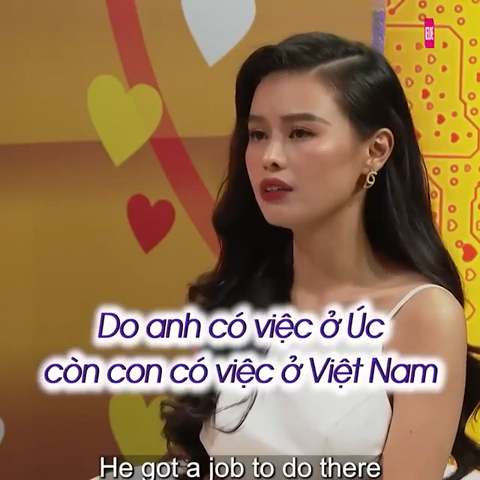 Do anh có việc ở Úc
còn con có việc ở Việt Nam
He got a job to do there